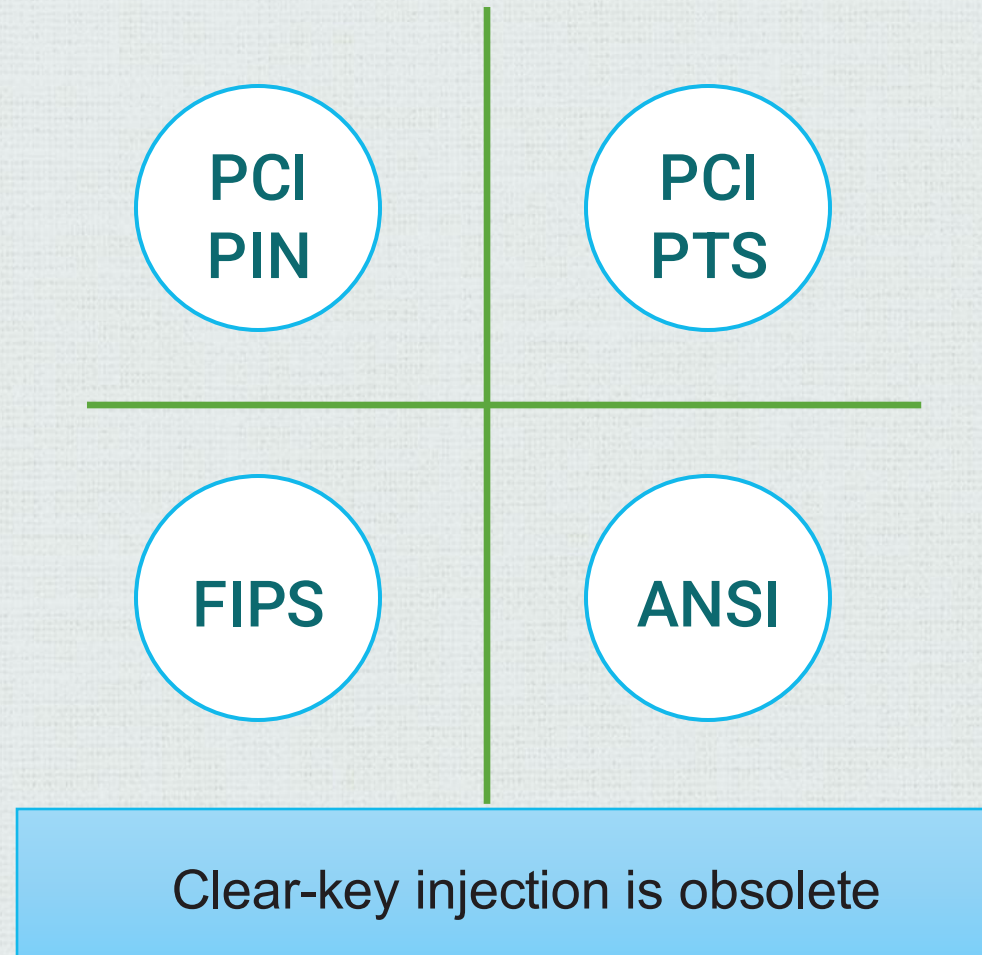 PCI
PIN
PCI
PTS
FIPS
ANSI
Clear-key injection is obsolete